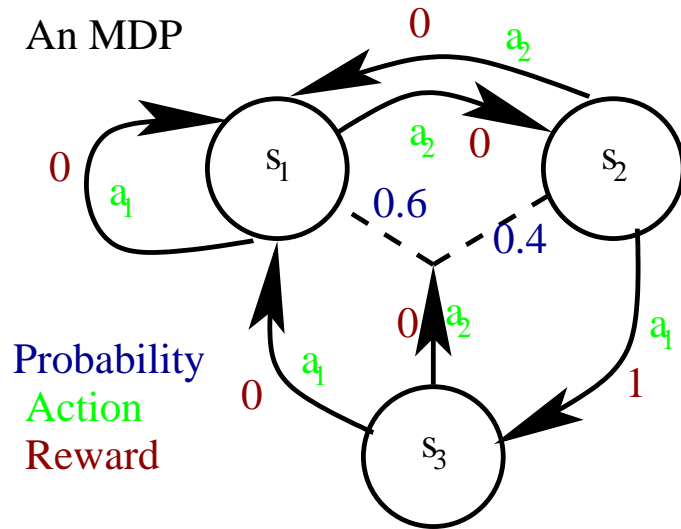 An MDP
0
a₂
0
a₁
s₁
a₂
0
s₂
0.6
0.4
0
a₂
a₁
0
a₁
1
s₃
Probability
Action
Reward